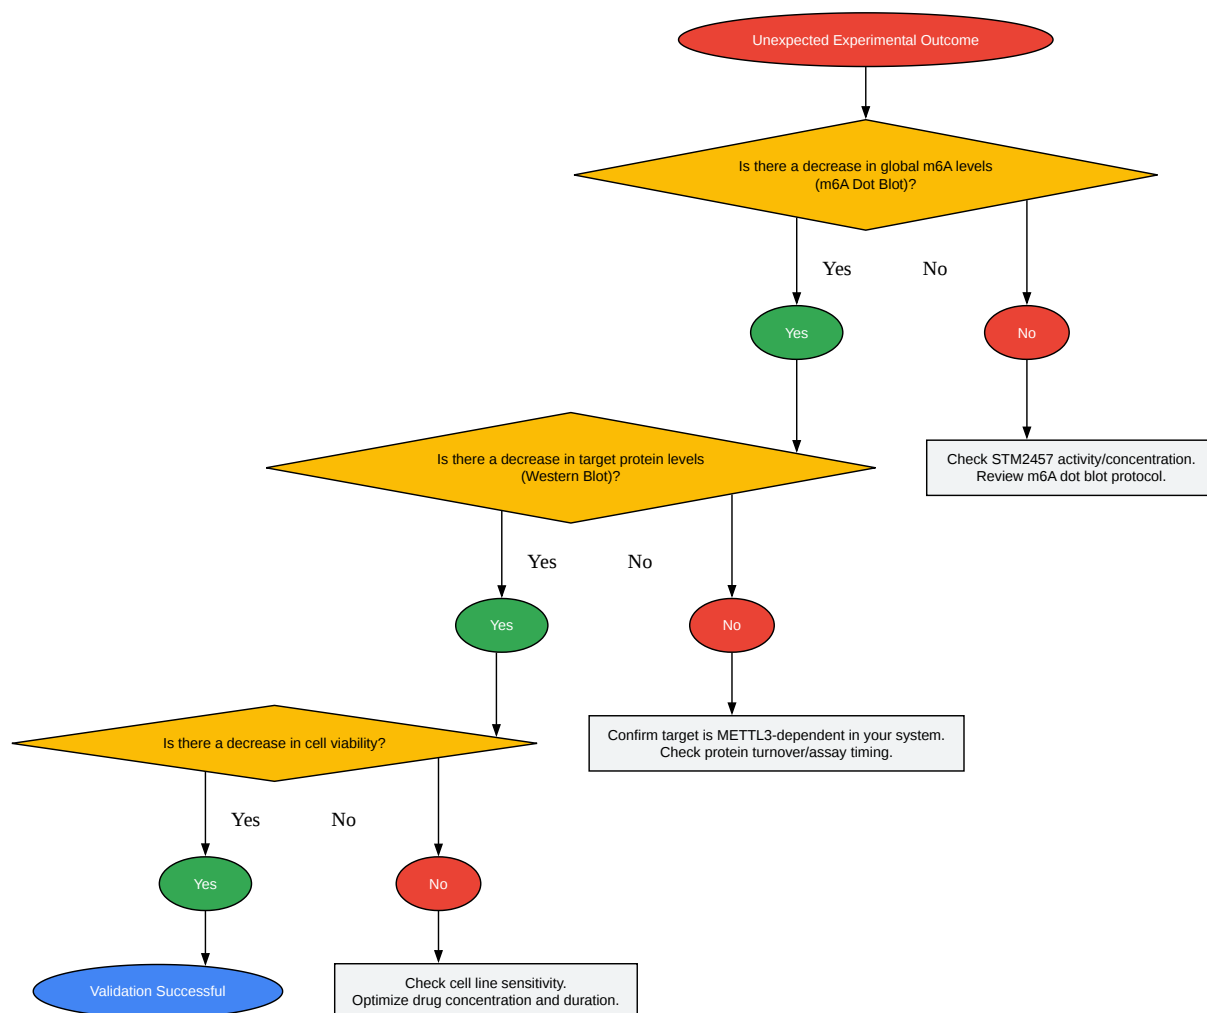 Unexpected Experimental Outcome
Is there a decrease in global m6A levels
(m6A Dot Blot)?
Yes
No
Yes
No
Is there a decrease in target protein levels
(Western Blot)?
Check STM2457 activity/concentration.
Review m6A dot blot protocol.
Yes
No
Yes
No
Is there a decrease in cell viability?
Confirm target is METTL3-dependent in your system.
Check protein turnover/assay timing.
Yes
No
Yes
No
Validation Successful
Check cell line sensitivity.
Optimize drug concentration and duration.